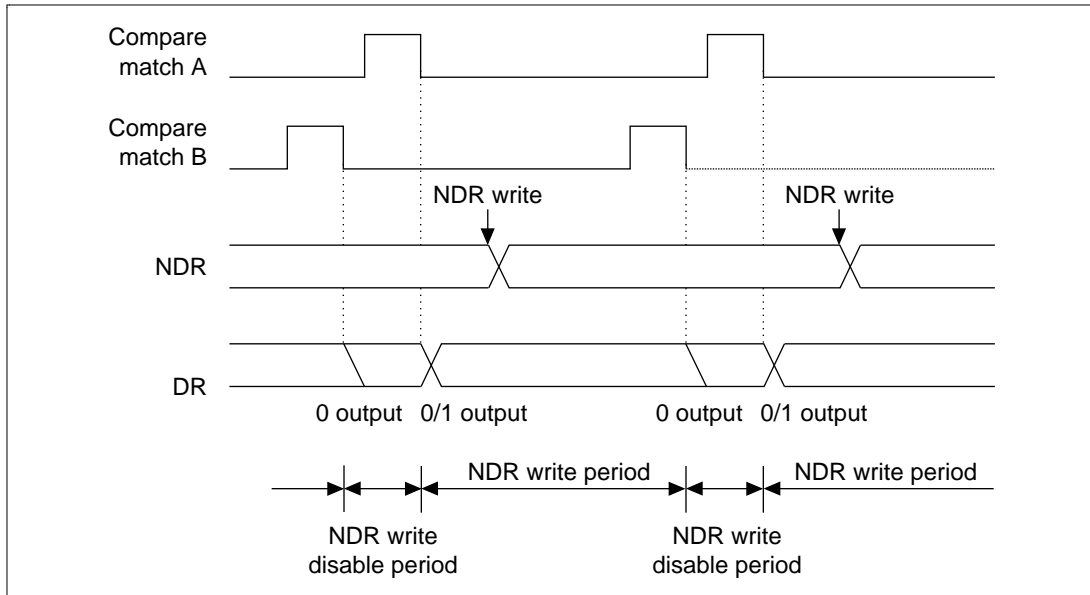 Compare
match A
Compare
match B
NDR write
NDR write
NDR
DR
0 output
0/1 output
0 output
0/1 output
NDR write period
NDR write period
NDR write
disable period
NDR write
disable period